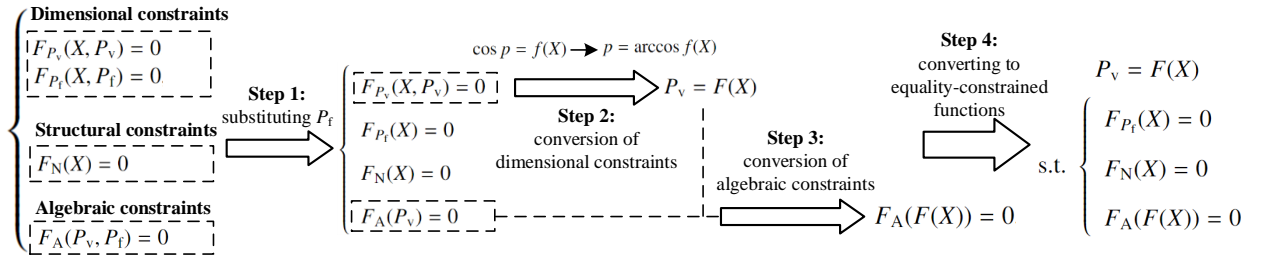 Dimensional constraints
F_{P_v}(X, P_v) = 0
F_{P_f}(X, P_f) = 0.
Structural constraints
F_N(X) = 0
Algebraic constraints
F_A(P_v, P_f) = 0
Step 1:
substituting P_f
F_{P_v}(X, P_v) = 0
F_{P_f}(X) = 0
F_N(X) = 0
F_A(P_v) = 0
cos p = f(X) → p = arccos f(X)
Step 2:
conversion of
dimensional constraints
P_v = F(X)
Step 3:
conversion of
algebraic constraints
F_A(F(X)) = 0
Step 4:
converting to
equality-constrained
functions
P_v = F(X)
s.t.
F_{P_f}(X) = 0
F_N(X) = 0
F_A(F(X)) = 0